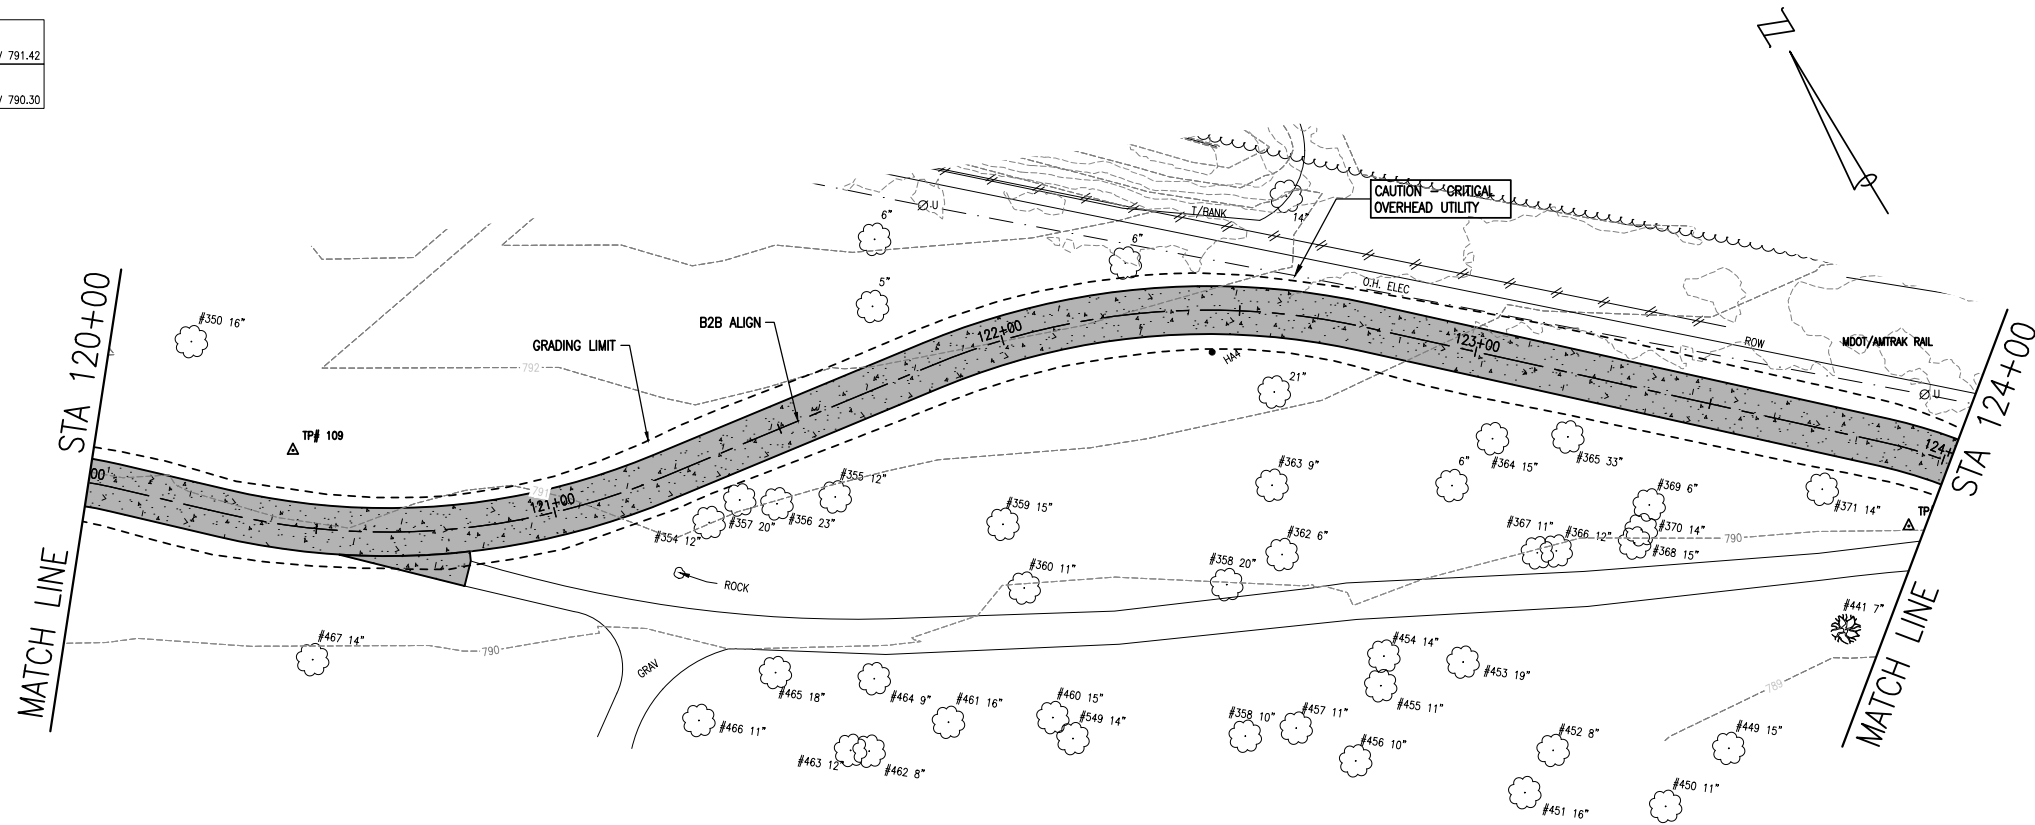 791.42
790.30
N
CAUTION - CRITICAL
OVERHEAD UTILITY
U
T/BANK
14"
6"
6"
5"
O.H. ELEC
ROW
MDOT/AMTRAK RAIL
U
STA 120+00
MATCH LINE
#350 16"
B2B ALIGN
GRADING LIMIT
792
122+00
123+00
124+
STA 124+00
MATCH LINE
HA4
21"
TP# 109
00
791
121+00
#354 12"
#357 20"
#356 23"
#355 12"
#359 15"
#363 9"
6"
#364 15"
#365 33"
#369 6"
#371 14"
TP
#367 11"
#366 12"
#370 14"
#368 15"
790
#362 6"
#358 20"
#360 11"
ROCK
#467 14"
790
GRAV
#441 7"
789
#454 14"
#453 19"
#455 11"
#465 18"
#464 9"
#461 16"
#460 15"
#549 14"
#466 11"
#463 12"
#462 8"
#358 10"
#457 11"
#456 10"
#452 8"
#449 15"
#451 16"
#450 11"